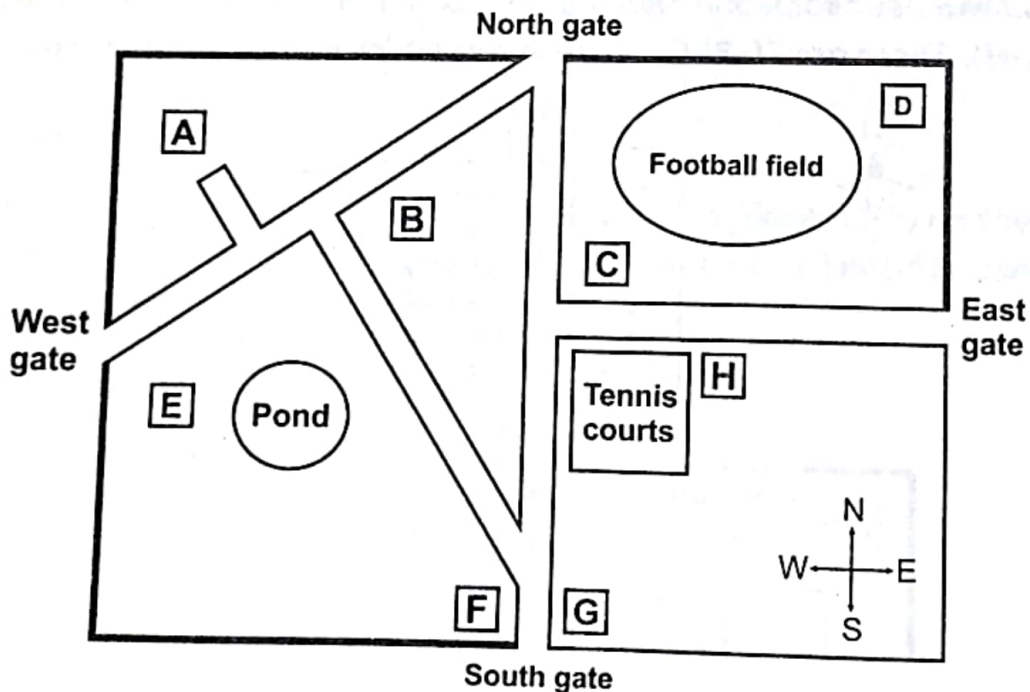 North gate
A
D
Football field
B
C
West
gate
East
gate
H
Tennis
courts
E
Pond
N
W
E
S
F
G
South gate